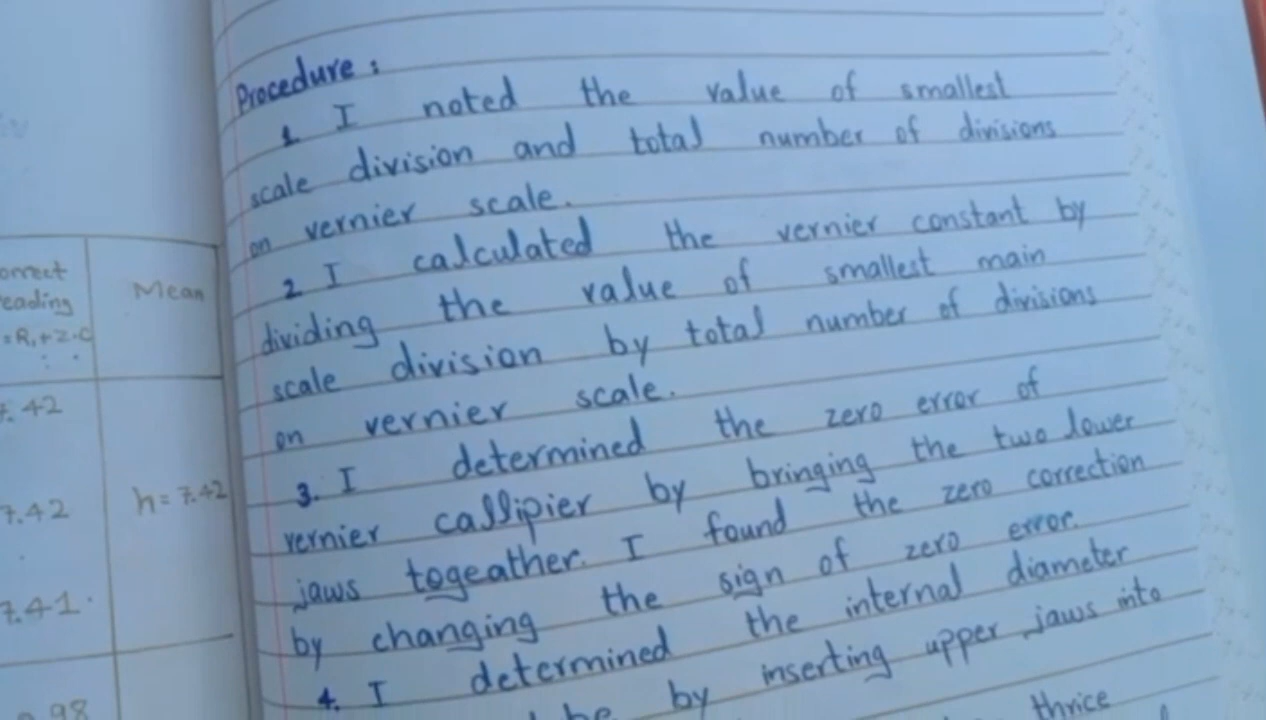 Procedure :
1. I noted the value of smallest
scale division and total number of divisions
on vernier scale.
2 I calculated the vernier constant by
dividing the value of smallest main
scale division by total number of divisions
on vernier scale.
3. I determined the zero error of
vernier callipier by bringing the two lower
jaws togeather. I found the zero correction
by changing the sign of zero error.
4. I determined the internal diameter
by inserting upper jaws into
thrice
orrect
eading
=R₁+Z.C
Mean
7.42
7.42
h = 7.42
7.41
.98